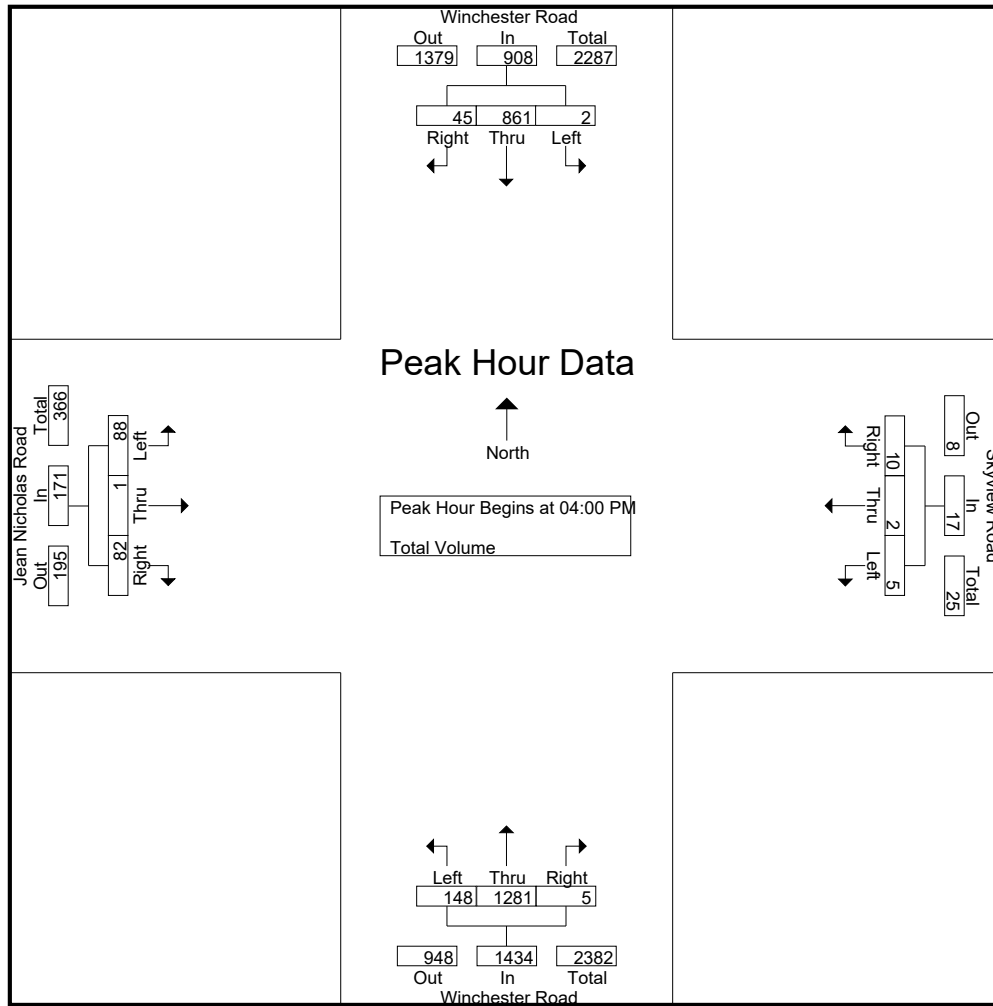 Winchester Road
Out In Total
1379 908 2287
45 861 2
Right Thru Left
Peak Hour Data
North
Peak Hour Begins at 04:00 PM
Total Volume
Jean Nicholas Road
Out In Total
195 171 366
82 1 88
Right Thru Left
Skyview Road
Out In Total
8 17 25
10 2 5
Right Thru Left
Left Thru Right
148 1281 5
948 1434 2382
Out In Total
Winchester Road